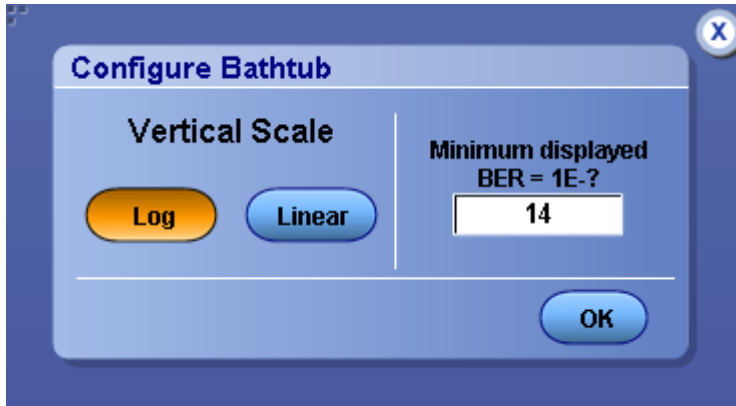 X
Configure Bathtub
Vertical Scale
Log
Linear
Minimum displayed
BER = 1E-?
14
OK